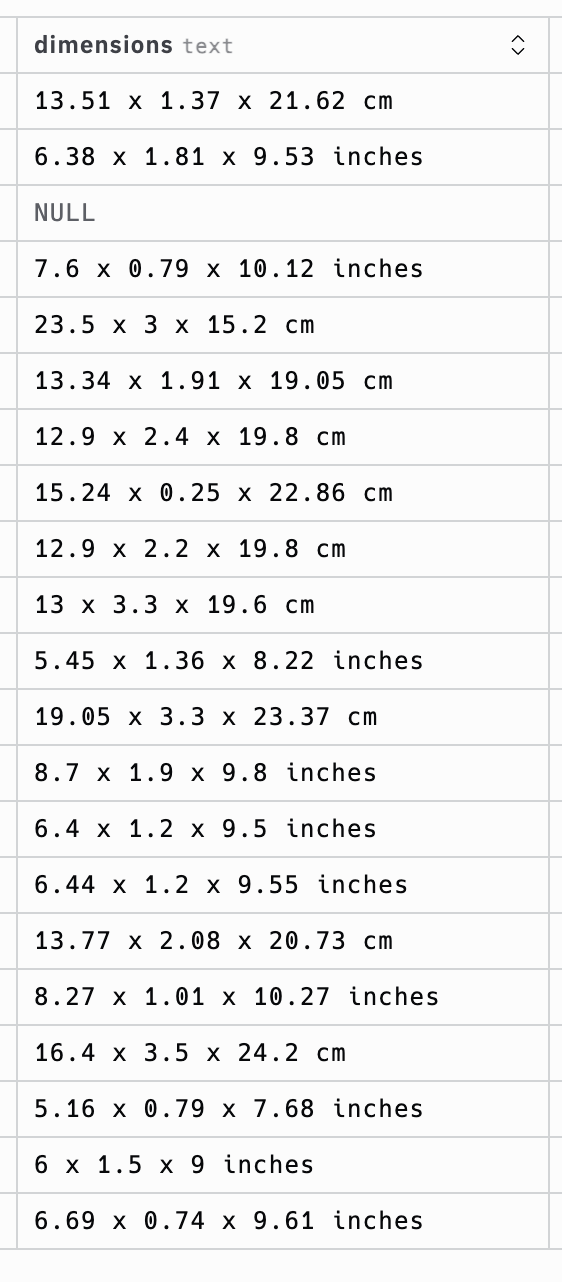 dimensions text
13.51 x 1.37 x 21.62 cm
6.38 x 1.81 x 9.53 inches
NULL
7.6 x 0.79 x 10.12 inches
23.5 x 3 x 15.2 cm
13.34 x 1.91 x 19.05 cm
12.9 x 2.4 x 19.8 cm
15.24 x 0.25 x 22.86 cm
12.9 x 2.2 x 19.8 cm
13 x 3.3 x 19.6 cm
5.45 x 1.36 x 8.22 inches
19.05 x 3.3 x 23.37 cm
8.7 x 1.9 x 9.8 inches
6.4 x 1.2 x 9.5 inches
6.44 x 1.2 x 9.55 inches
13.77 x 2.08 x 20.73 cm
8.27 x 1.01 x 10.27 inches
16.4 x 3.5 x 24.2 cm
5.16 x 0.79 x 7.68 inches
6 x 1.5 x 9 inches
6.69 x 0.74 x 9.61 inches